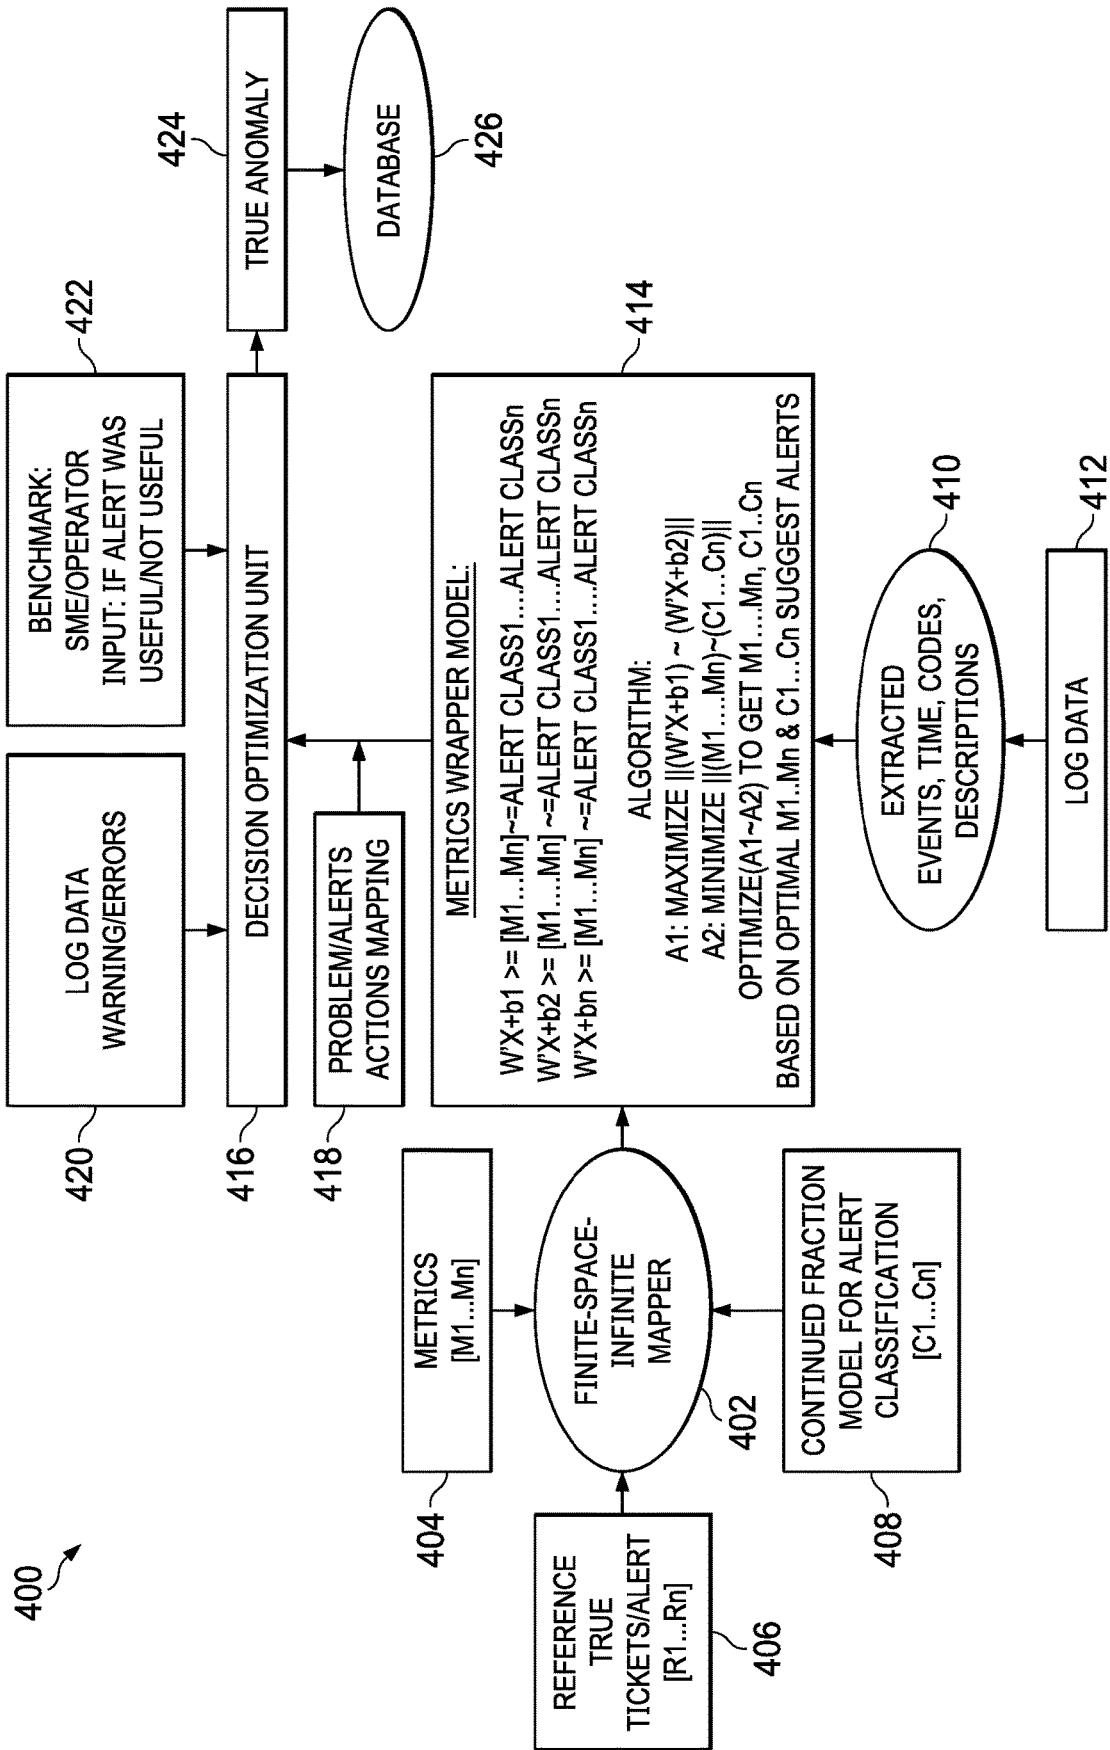 400
LOG DATA
WARNING/ERRORS
420
BENCHMARK:
SME/OPERATOR
INPUT: IF ALERT WAS
USEFUL/NOT USEFUL
422
DECISION OPTIMIZATION UNIT
416
TRUE ANOMALY
424
DATABASE
426
PROBLEM/ALERTS
ACTIONS MAPPING
418
METRICS
[M1...Mn]
404
REFERENCE
TRUE
TICKETS/ALERT
[R1...Rn]
406
FINITE-SPACE-
INFINITE
MAPPER
402
CONTINUED FRACTION
MODEL FOR ALERT
CLASSIFICATION
[C1...Cn]
408
METRICS WRAPPER MODEL:
W'X+b1 >= [M1...Mn]~=ALERT CLASS1....ALERT CLASSn
W'X+b2 >= [M1...Mn] ~=ALERT CLASS1....ALERT CLASSn
W'X+bn >= [M1...Mn] ~=ALERT CLASS1....ALERT CLASSn
ALGORITHM:
A1: MAXIMIZE ||(W'X+b1) ~ (W'X+b2)||
A2: MINIMIZE ||(M1....Mn)~(C1...Cn)||
OPTIMIZE(A1~A2) TO GET M1....Mn, C1..Cn
BASED ON OPTIMAL M1..Mn & C1...Cn SUGGEST ALERTS
414
EXTRACTED
EVENTS, TIME, CODES,
DESCRIPTIONS
410
LOG DATA
412